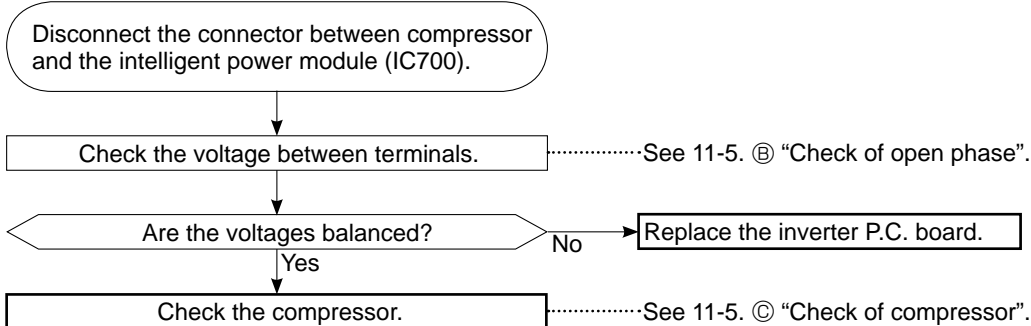 Disconnect the connector between compressor
and the intelligent power module (IC700).
Check the voltage between terminals.
See 11-5. Ⓑ “Check of open phase”.
Are the voltages balanced?
No
Replace the inverter P.C. board.
Yes
Check the compressor.
See 11-5. Ⓒ “Check of compressor”.